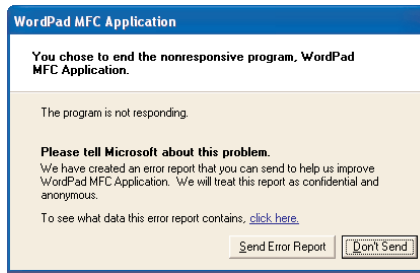 WordPad MFC Application
You chose to end the nonresponsive program, WordPad
MFC Application.
The program is not responding.
Please tell Microsoft about this problem.
We have created an error report that you can send to help us improve
WordPad MFC Application. We will treat this report as confidential and
anonymous.
To see what data this error report contains, click here.
Send Error Report Don't Send